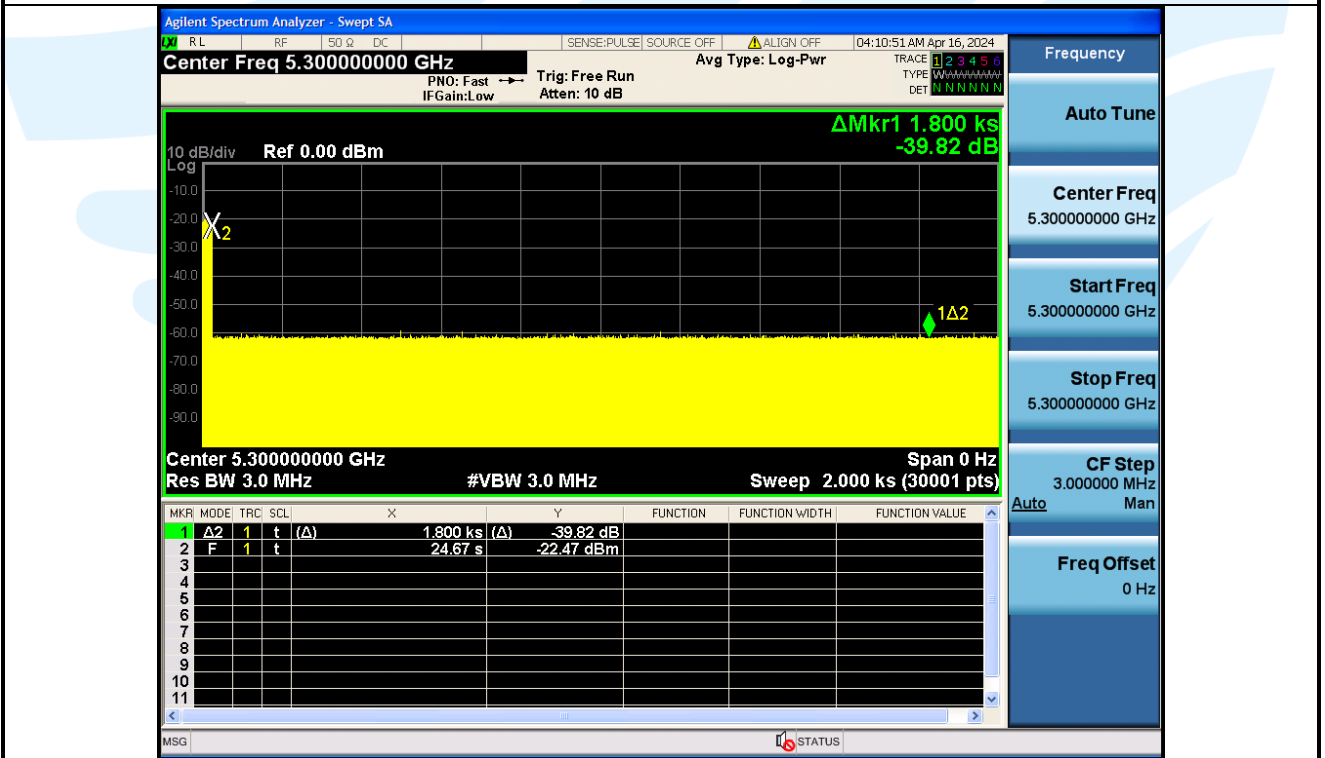 Agilent Spectrum Analyzer - Swept SA
LXI RL RF 50 Ω DC SENSE:PULSE SOURCE OFF ALIGN OFF 04:10:51 AM Apr 16, 2024
Center Freq 5.300000000 GHz
PNO: Fast
IFGain:Low
Trig: Free Run
Atten: 10 dB
Avg Type: Log-Pwr
TRACE 1 2 3 4 5 6
TYPE WWWWWW
DET N N N N N N
ΔMkr1 1.800 ks
-39.82 dB
10 dB/div Ref 0.00 dBm
Log
-10.0
-20.0
-30.0
-40.0
-50.0
-60.0
-70.0
-80.0
-90.0
X2
1Δ2
Center 5.300000000 GHz Span 0 Hz
Res BW 3.0 MHz #VBW 3.0 MHz Sweep 2.000 ks (30001 pts)
MKR MODE TRC SCL X Y FUNCTION FUNCTION WIDTH FUNCTION VALUE
1 Δ2 1 t (Δ) 1.800 ks (Δ) -39.82 dB
2 F 1 t 24.67 s -22.47 dBm
3
4
5
6
7
8
9
10
11
MSG STATUS
Frequency
Auto Tune
Center Freq
5.300000000 GHz
Start Freq
5.300000000 GHz
Stop Freq
5.300000000 GHz
CF Step
3.000000 MHz
Auto Man
Freq Offset
0 Hz